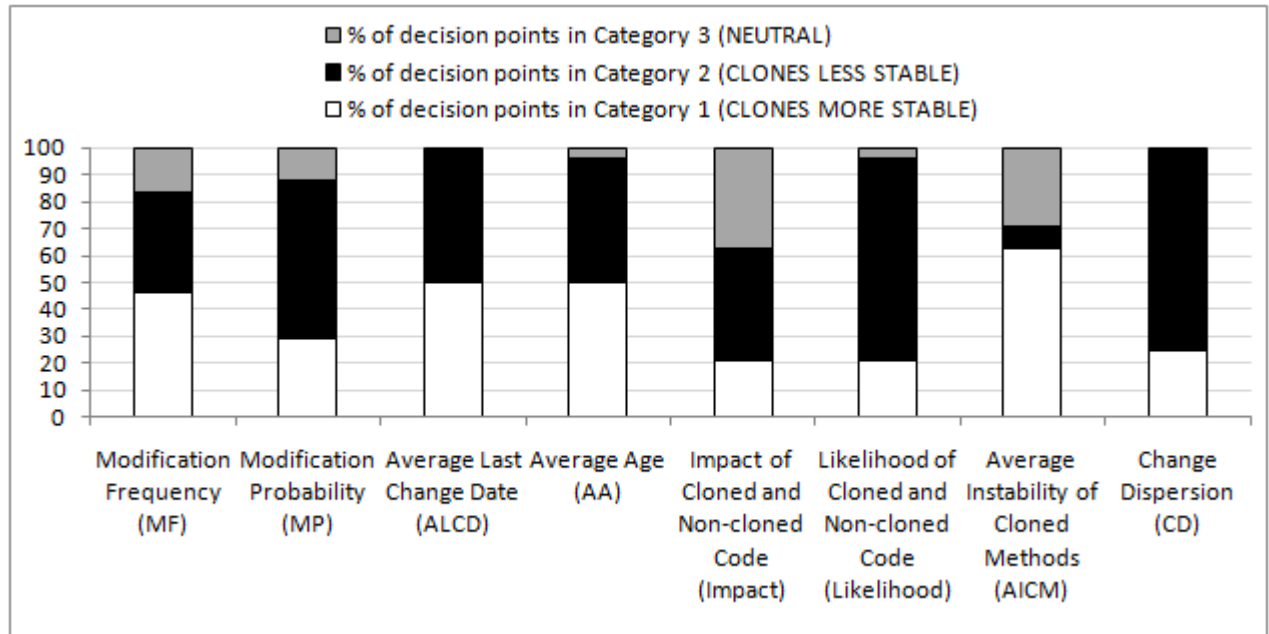 % of decision points in Category 3 (NEUTRAL)
% of decision points in Category 2 (CLONES LESS STABLE)
% of decision points in Category 1 (CLONES MORE STABLE)
100
90
80
70
60
50
40
30
20
10
0
Modification
Frequency
(MF)
Modification
Probability
(MP)
Average Last
Change Date
(ALCD)
Average Age
(AA)
Impact of
Cloned and
Non-cloned
Code
(Impact)
Likelihood of
Cloned and
Non-cloned
Code
(Likelihood)
Average
Instability of
Cloned
Methods
(AICM)
Change
Dispersion
(CD)